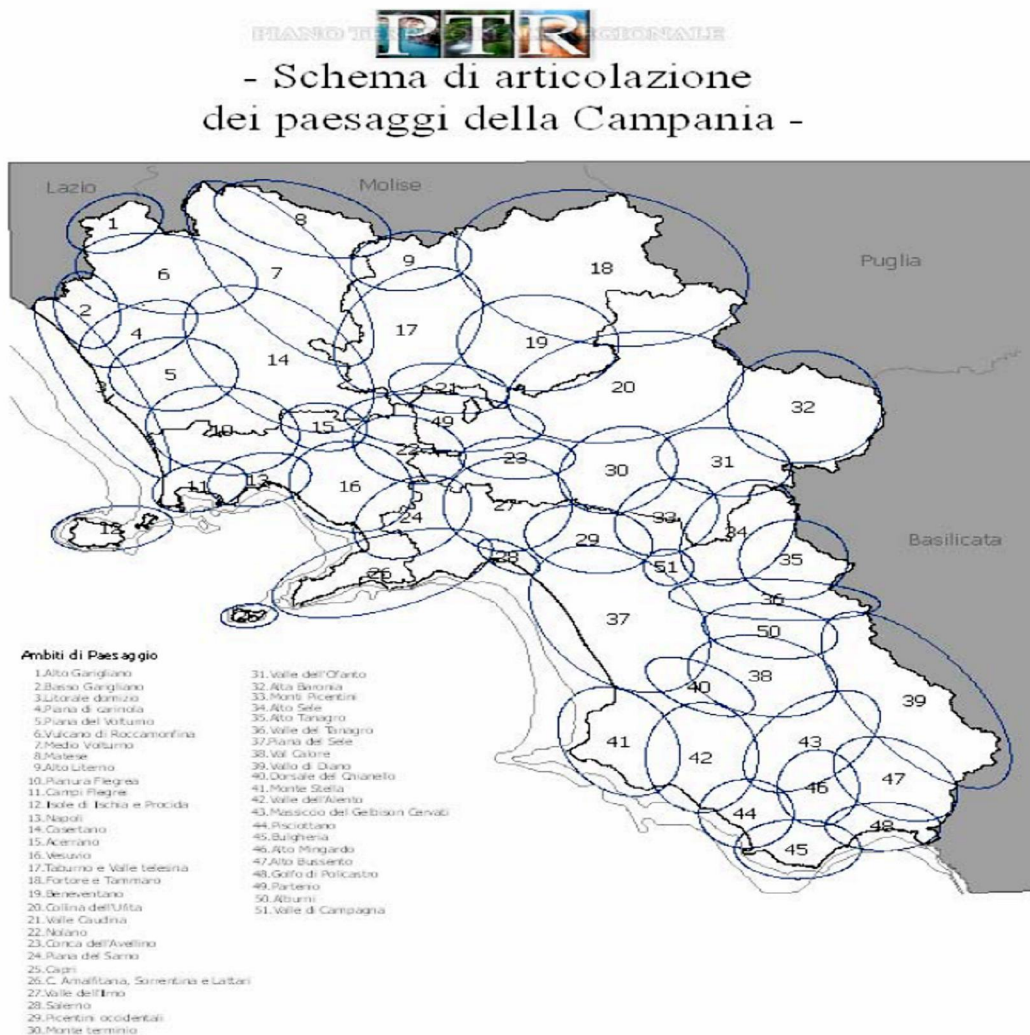 PIANO
PTR
- Schema di articolazione
dei paesaggi della Campania -
Lazio
Molise
Puglia
Basilicata
1
8
9
18
6
7
2
4
17
19
14
5
3
21
20
32
10
15
49
22
23
30
31
11
13
16
24
27
33
34
12
29
35
28
51
26
36
25
37
50
38
40
39
41
42
43
46
47
44
48
45
Ambiti di Paesaggio
1.Alto Garigliano
2.Basso Garigliano
3.Litorale domizio
4.Piana di carinola
5.Piana del Volturno
6.Vulcano di Roccamonfina
7.Medio Volturno
8.Matese
9.Alto Literno
10.Pianura Flegrea
11.Campi Flegrei
12.Isole di Ischia e Procida
13.Napoli
14.Casertano
15.Acerrano
16.Vesuvio
17.Taburno e Valle telesina
18.Fortore e Tammaro
19.Beneventano
20.Collina dell'Ufita
21.Valle Caudina
22.Nolano
23.Conca dell'Avellino
24.Piana del Sarno
25.Capri
26.C. Amalfitana, Sorrentina e Lattari
27.Valle dell'Irno
28.Salerno
29.Picentini occidentali
30.Monte terminio
31.Valle dell'Ofanto
32.Alta Baronia
33.Monti Picentini
34.Alto Sele
35.Alto Tanagro
36.Valle del Tanagro
37.Piana del Sele
38.Val Calore
39.Vallo di Diano
40.Dorsale del Chianello
41.Monte Stella
42.Valle dell'Alento
43.Massiccio del Gelbison Cervati
44.Pisciottano
45.Bulgheria
46.Alto Mingardo
47.Alto Bussento
48.Golfo di Policastro
49.Partenio
50.Alburni
51.Valle di Campagna